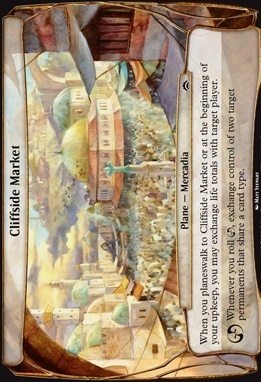 Cliffside Market
Plane — Mercadia
When you planeswalk to Cliffside Market or at the beginning of
your upkeep, you may exchange life totals with target player.
Whenever you roll , exchange control of two target
permanents that share a card type.
Matt Stewart